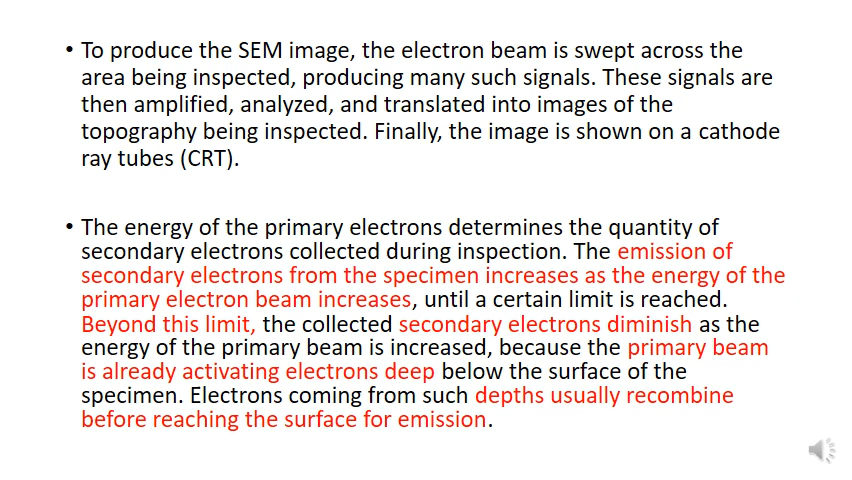 • To produce the SEM image, the electron beam is swept across the
area being inspected, producing many such signals. These signals are
then amplified, analyzed, and translated into images of the
topography being inspected. Finally, the image is shown on a cathode
ray tubes (CRT).
• The energy of the primary electrons determines the quantity of
secondary electrons collected during inspection. The emission of
secondary electrons from the specimen increases as the energy of the
primary electron beam increases, until a certain limit is reached.
Beyond this limit, the collected secondary electrons diminish as the
energy of the primary beam is increased, because the primary beam
is already activating electrons deep below the surface of the
specimen. Electrons coming from such depths usually recombine
before reaching the surface for emission.